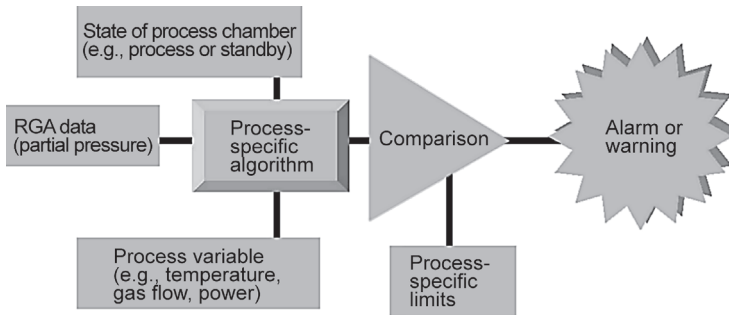 State of process chamber
(e.g., process or standby)
RGA data
(partial pressure)
Process-
specific
algorithm
Comparison
Alarm or
warning
Process variable
(e.g., temperature,
gas flow, power)
Process-
specific
limits